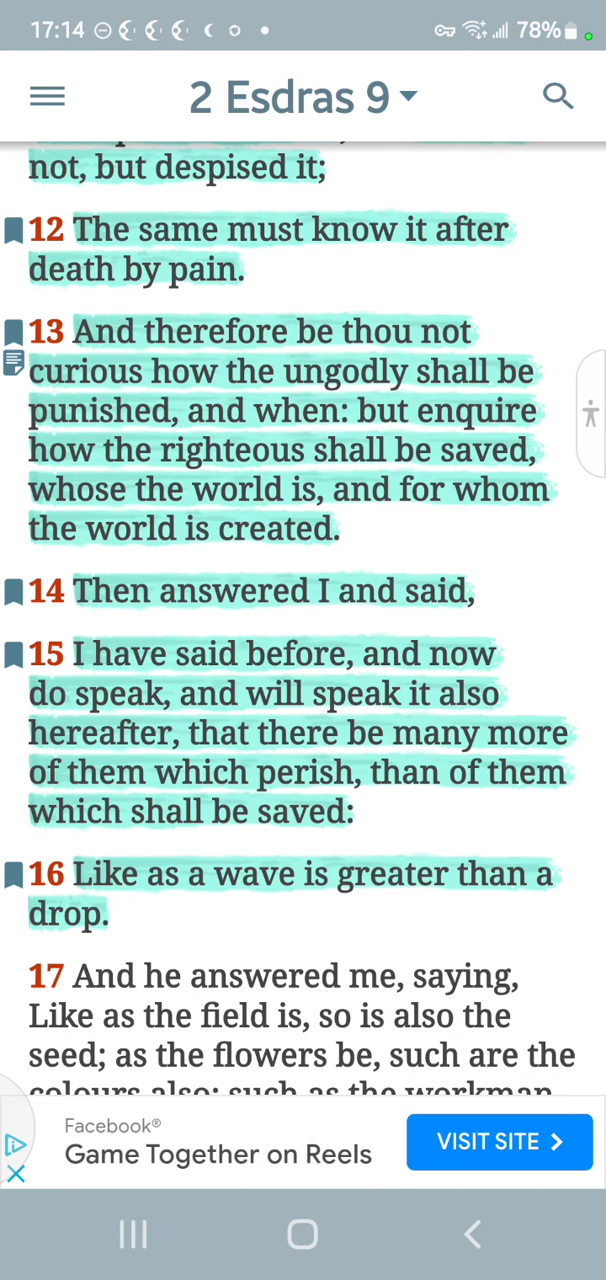 17:14
78%
2 Esdras 9
not, but despised it;
12 The same must know it after
death by pain.
13 And therefore be thou not
curious how the ungodly shall be
punished, and when: but enquire
how the righteous shall be saved,
whose the world is, and for whom
the world is created.
14 Then answered I and said,
15 I have said before, and now
do speak, and will speak it also
hereafter, that there be many more
of them which perish, than of them
which shall be saved:
16 Like as a wave is greater than a
drop.
17 And he answered me, saying,
Like as the field is, so is also the
seed; as the flowers be, such are the
colours also; such as the workman
Facebook®
Game Together on Reels
VISIT SITE